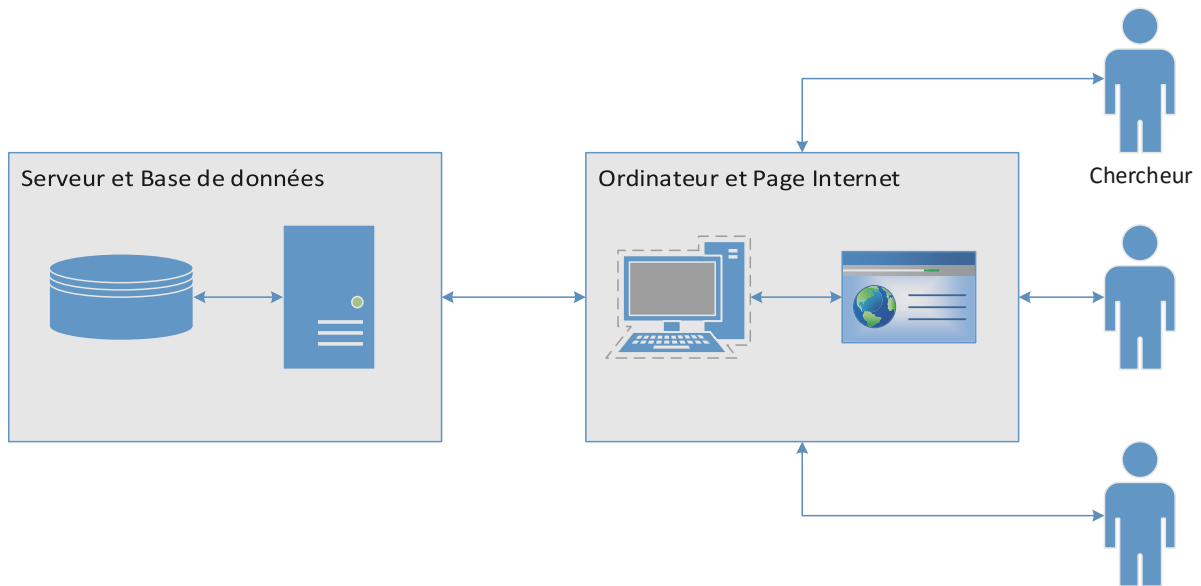 Serveur et Base de données
Ordinateur et Page Internet
Chercheur